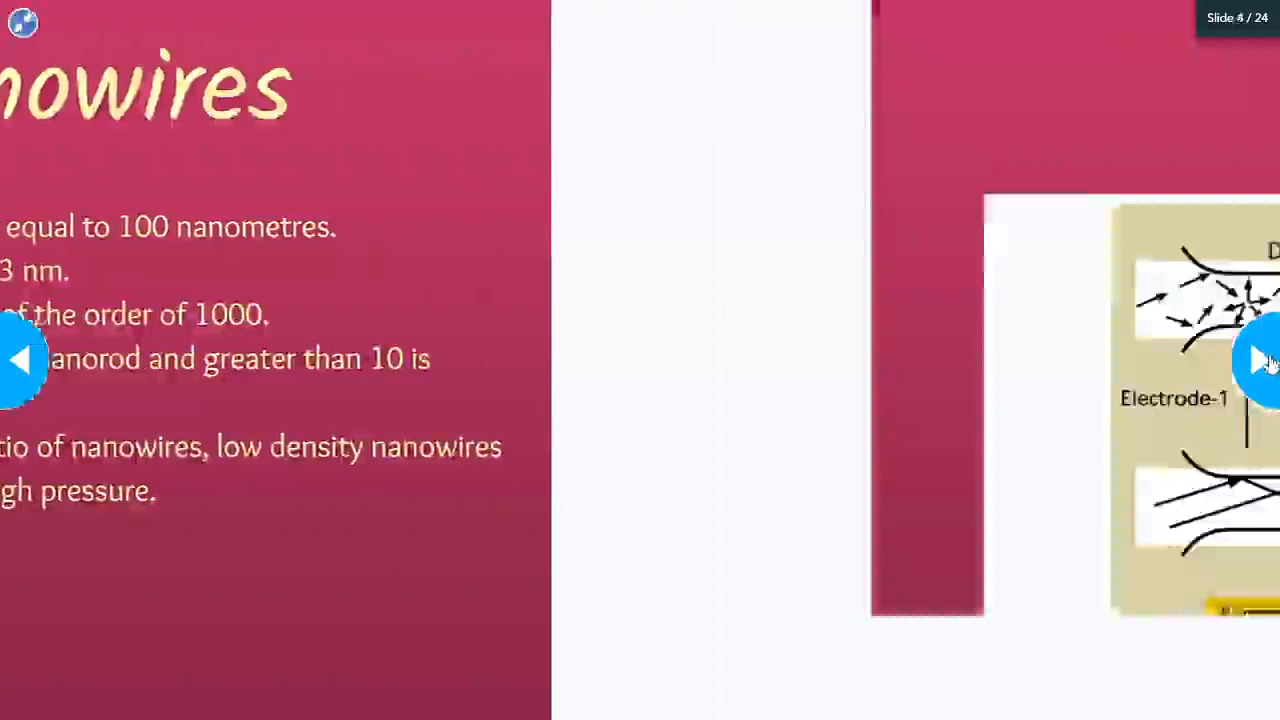 Slide 4 / 24
nowires
equal to 100 nanometres.
3 nm.
of the order of 1000.
anorod and greater than 10 is
tio of nanowires, low density nanowires
gh pressure.
D
Electrode-1